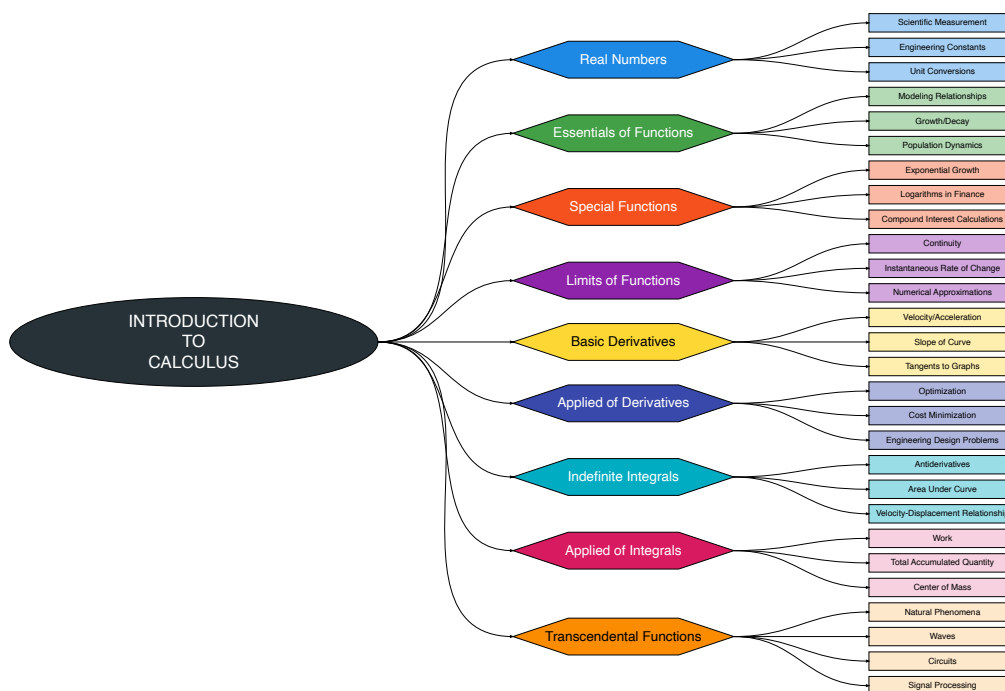 INTRODUCTION
TO
CALCULUS
Real Numbers
Scientific Measurement
Engineering Constants
Unit Conversions
Essentials of Functions
Modeling Relationships
Growth/Decay
Population Dynamics
Special Functions
Exponential Growth
Logarithms in Finance
Compound Interest Calculations
Limits of Functions
Continuity
Instantaneous Rate of Change
Numerical Approximations
Basic Derivatives
Velocity/Acceleration
Slope of Curve
Tangents to Graphs
Applied of Derivatives
Optimization
Cost Minimization
Engineering Design Problems
Indefinite Integrals
Antiderivatives
Area Under Curve
Velocity-Displacement Relationship
Applied of Integrals
Work
Total Accumulated Quantity
Center of Mass
Transcendental Functions
Natural Phenomena
Waves
Circuits
Signal Processing